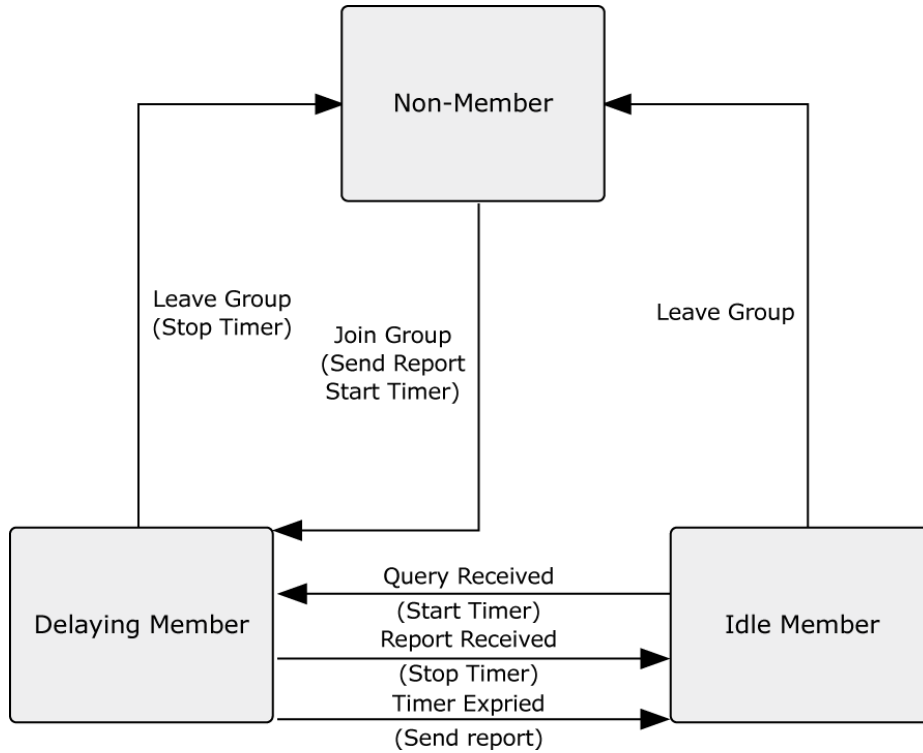 Non-Member
Leave Group
(Stop Timer)
Join Group
(Send Report
Start Timer)
Leave Group
Delaying Member
Query Received
(Start Timer)
Report Received
(Stop Timer)
Timer Expried
(Send report)
Idle Member